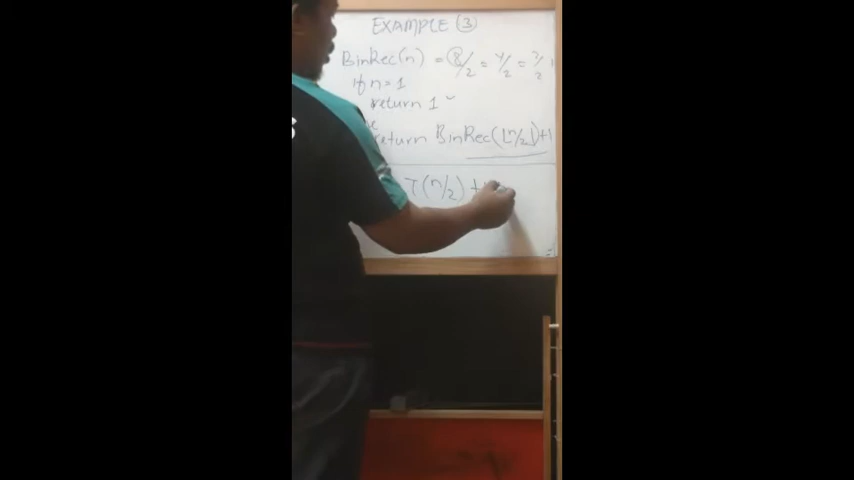 EXAMPLE ③
BinRec(n) = 8/2 = 4/2 = 2/2 1
if n = 1
return 1
return BinRec(⌊n/2⌋)+1
T(n/2) +